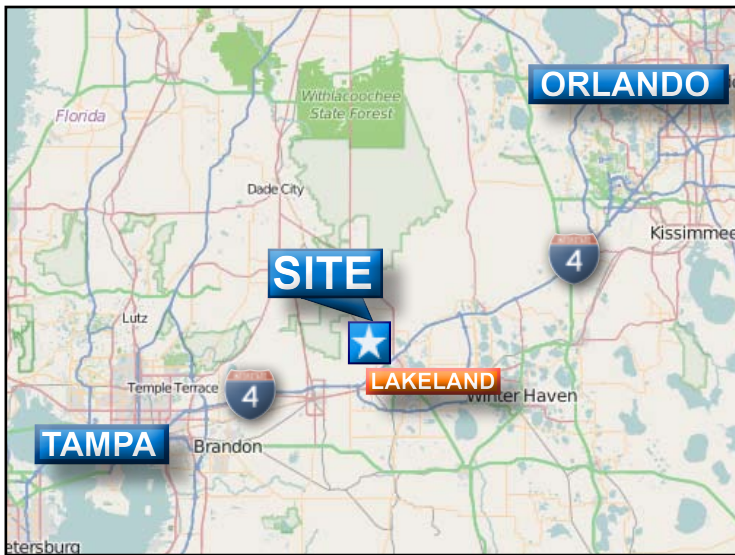 ORLANDO
Withlacoochee
State Forest
Florida
Dade City
Kissimmee
SITE
4
Lutz
LAKELAND
Temple Terrace
4
Winter Haven
TAMPA
Brandon
etersburg